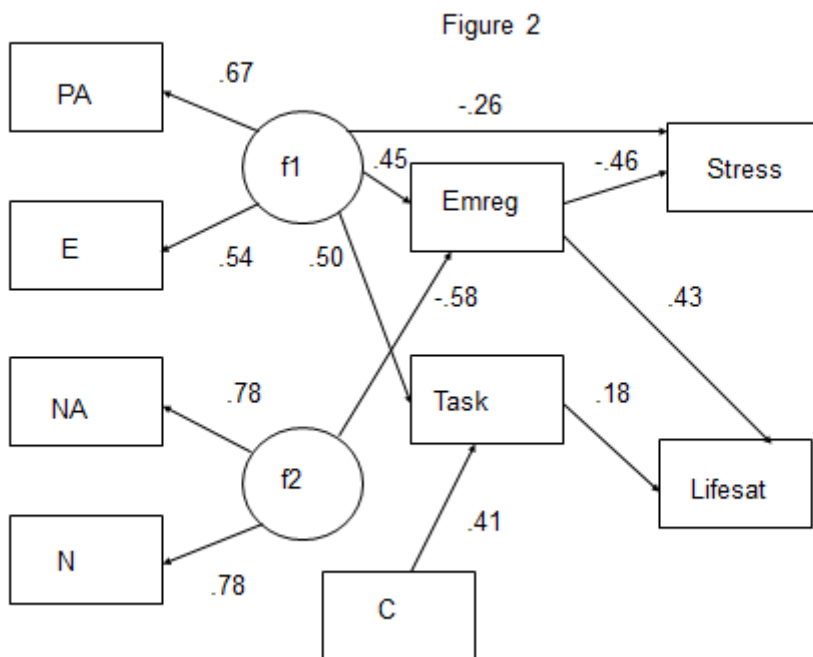 Figure 2
PA
.67
-.26
f1
.45
-.46
Stress
Emreg
E
.54
.50
-.58
.43
NA
.78
Task
.18
f2
Lifesat
N
.78
.41
C